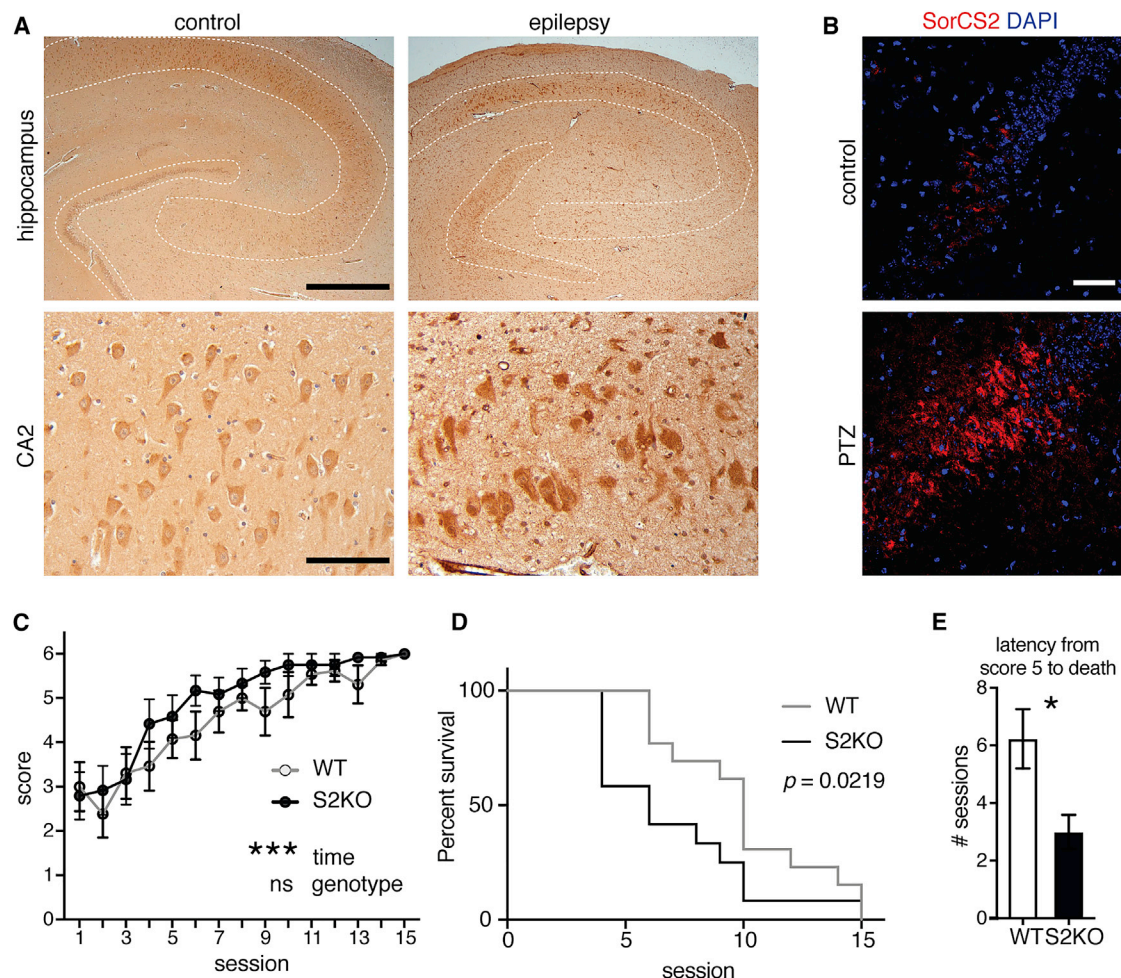 A
control
epilepsy
hippocampus
CA2
B
SorCS2 DAPI
control
PTZ
C
score
6
5
4
3
2
1
0
WT
S2KO
*** time
ns genotype
1 3 5 7 9 11 13 15
session
D
Percent survival
100
50
0
WT
S2KO
p = 0.0219
0 5 10 15
session
E
latency from
score 5 to death
*
# sessions
8
6
4
2
0
WT S2KO